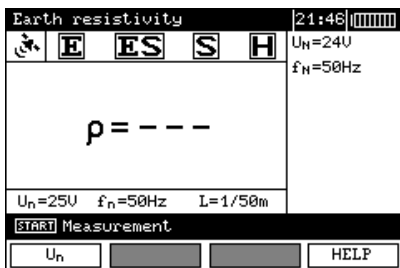 Earth resistivity 21:46
E ES S H
UN=24V
fN=50Hz
ρ=---
Un=25V fn=50Hz L=1/50m
START Measurement
Un HELP